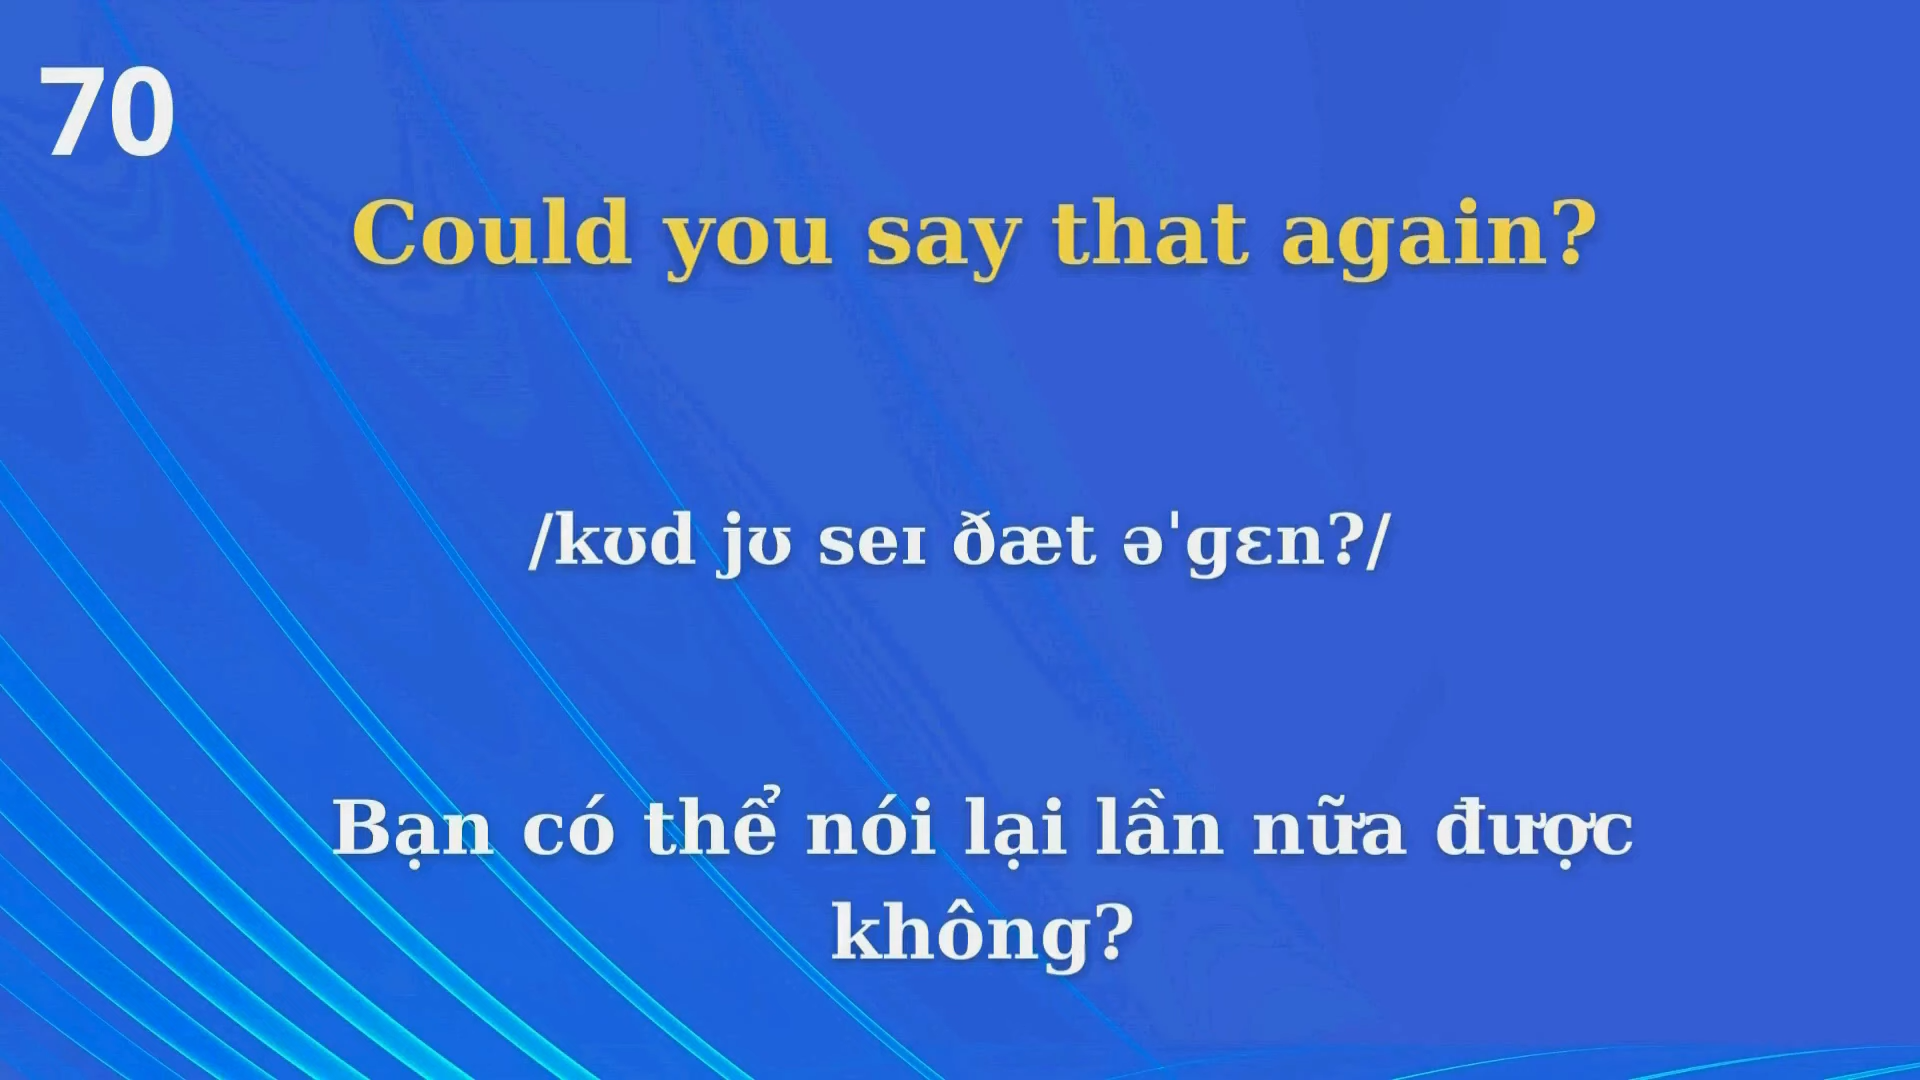 70
Could you say that again?
/kʊd jʊ seɪ ðæt əˈɡɛn?/
Bạn có thể nói lại lần nữa được
không?